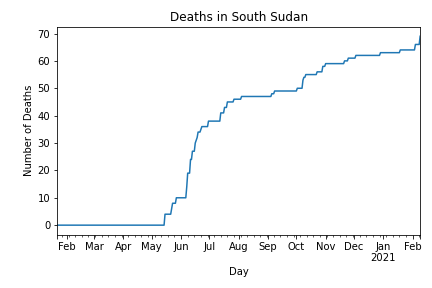 Deaths in South Sudan
Number of Deaths
70
60
50
40
30
20
10
0
Feb Mar Apr May Jun Jul Aug Sep Oct Nov Dec Jan Feb
2021
Day